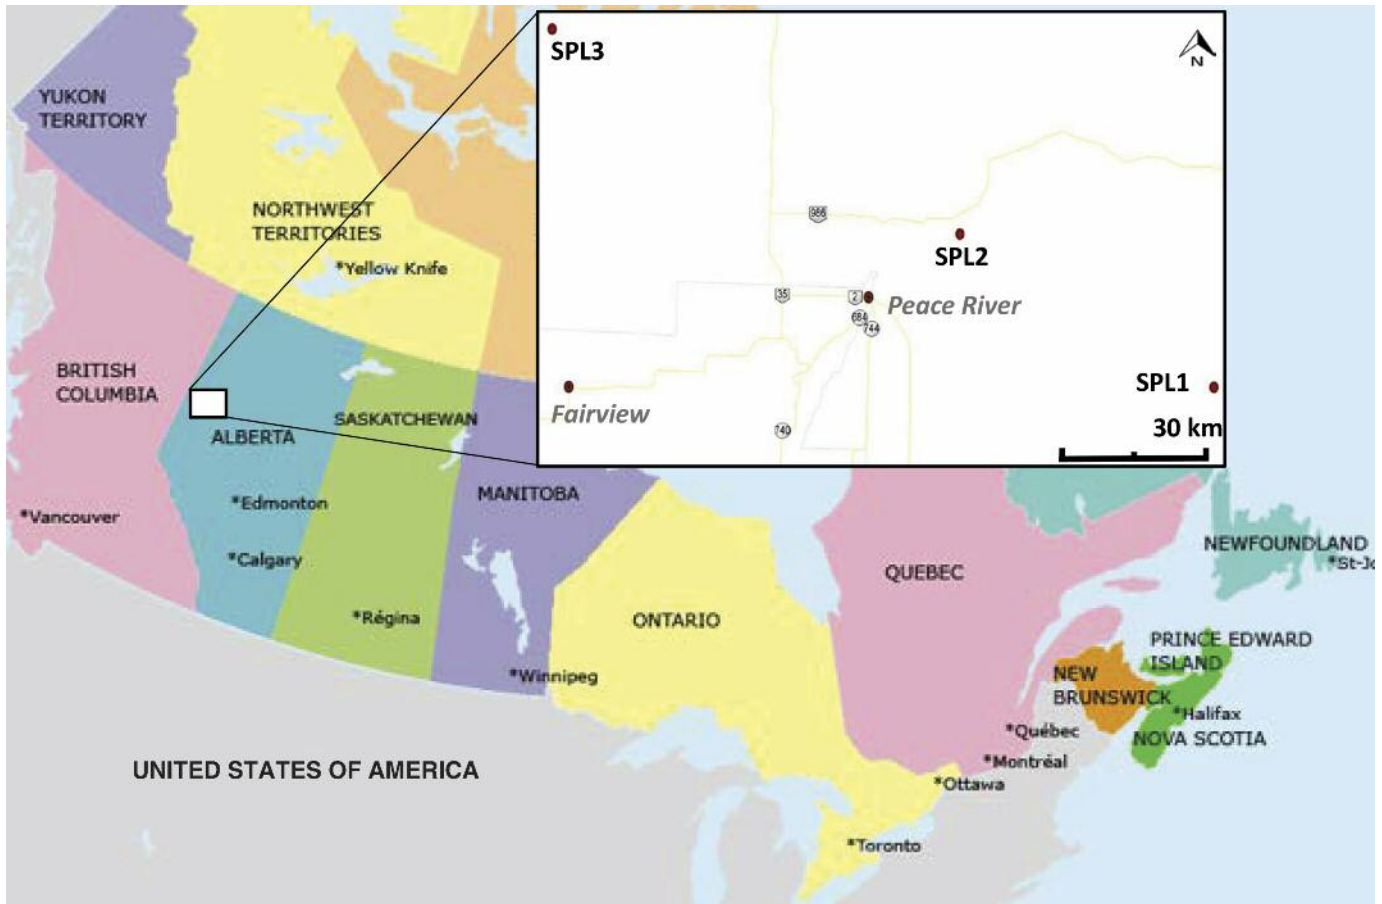 SPL3
N
YUKON
TERRITORY
NORTHWEST
TERRITORIES
*Yellow Knife
986
SPL2
35
2
Peace River
684
744
BRITISH
COLUMBIA
SPL1
Fairview
SASKATCHEWAN
ALBERTA
740
30 km
MANITOBA
*Edmonton
*Vancouver
*Calgary
NEWFOUNDLAND
*St-Jo
QUEBEC
*Régina
ONTARIO
PRINCE EDWARD
ISLAND
*Winnipeg
NEW
BRUNSWICK
*Halifax
*Québec
NOVA SCOTIA
*Montréal
UNITED STATES OF AMERICA
*Ottawa
*Toronto